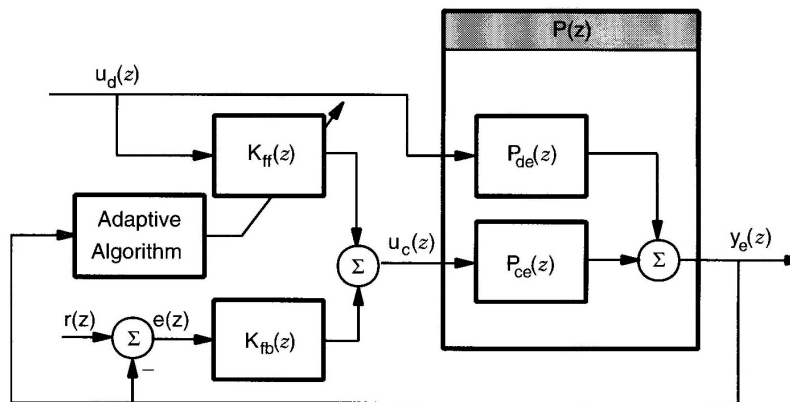 P(z)
u_d(z)
K_ff(z)
P_de(z)
Adaptive
Algorithm
Σ
u_c(z)
P_ce(z)
Σ
y_e(z)
r(z)
Σ
e(z)
K_fb(z)
−